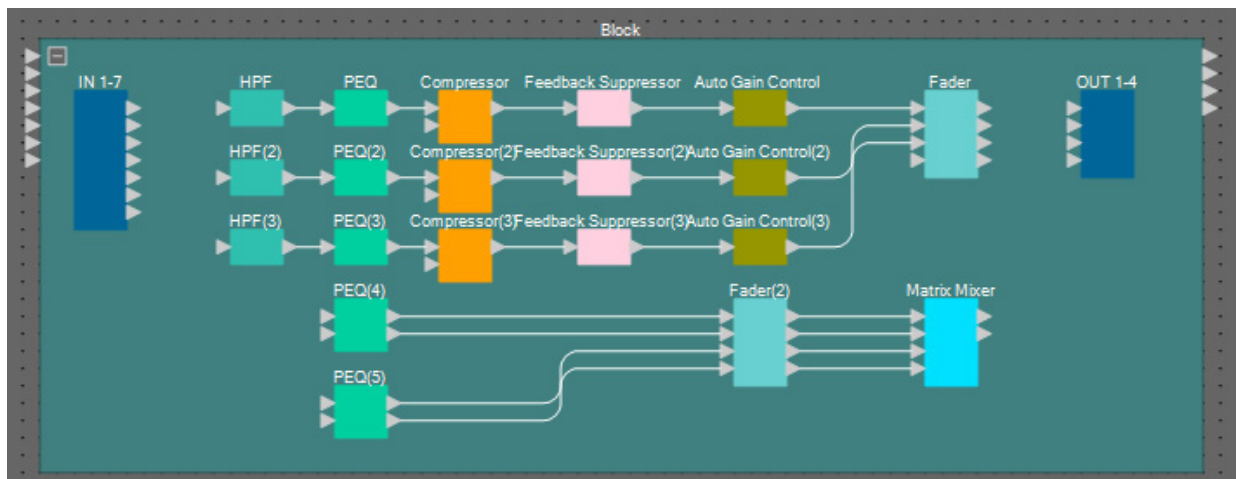 Block
IN 1-7 HPF PEQ Compressor Feedback Suppressor Auto Gain Control Fader OUT 1-4
HPF(2) PEQ(2) Compressor(2) Feedback Suppressor(2) Auto Gain Control(2)
HPF(3) PEQ(3) Compressor(3) Feedback Suppressor(3) Auto Gain Control(3)
PEQ(4) Fader(2) Matrix Mixer
PEQ(5)